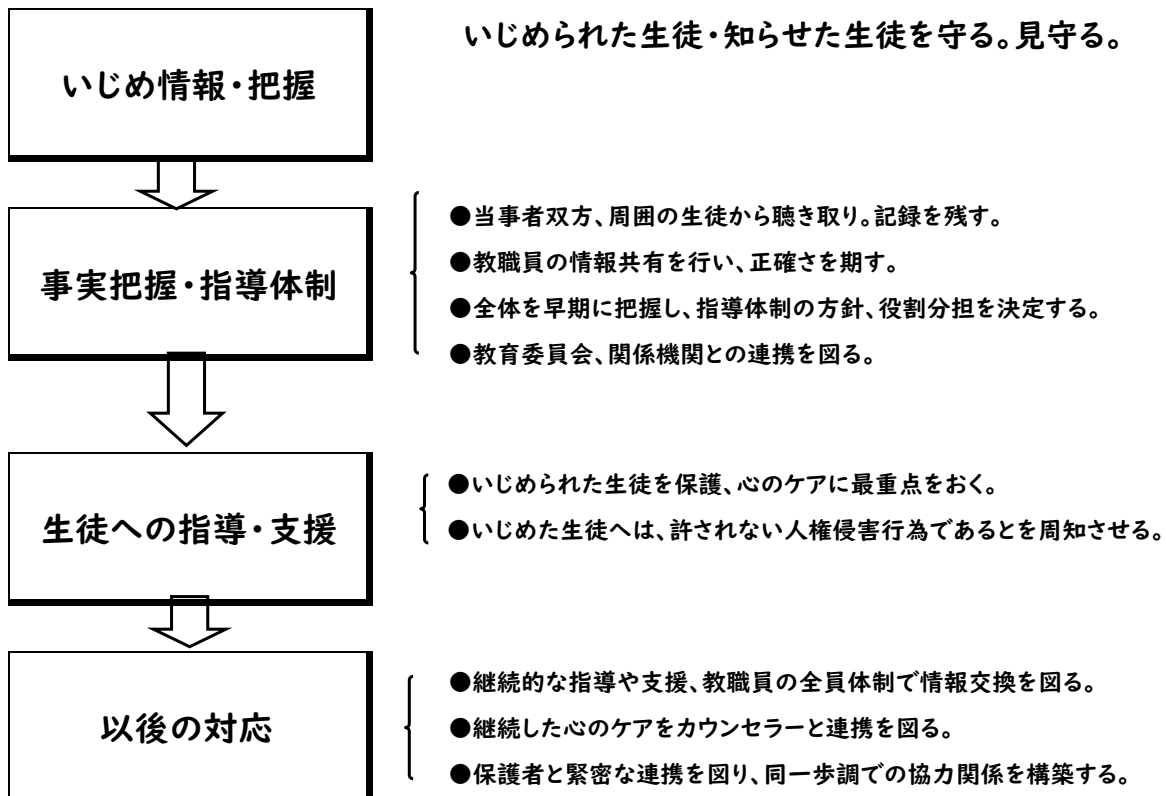 いじめられた生徒・知らせた生徒を守る。見守る。
いじめ情報・把握
●当事者双方、周囲の生徒から聴き取り。記録を残す。
●教職員の情報共有を行い、正確さを期す。
事実把握・指導体制
●全体を早期に把握し、指導体制の方針、役割分担を決定する。
●教育委員会、関係機関との連携を図る。
●いじめられた生徒を保護、心のケアに最重点をおく。
生徒への指導・支援
●いじめた生徒へは、許されない人権侵害行為であるとを周知させる。
●継続的な指導や支援、教職員の全員体制で情報交換を図る。
以後の対応
●継続した心のケアをカウンセラーと連携を図る。
●保護者と緊密な連携を図り、同一歩調での協力関係を構築する。